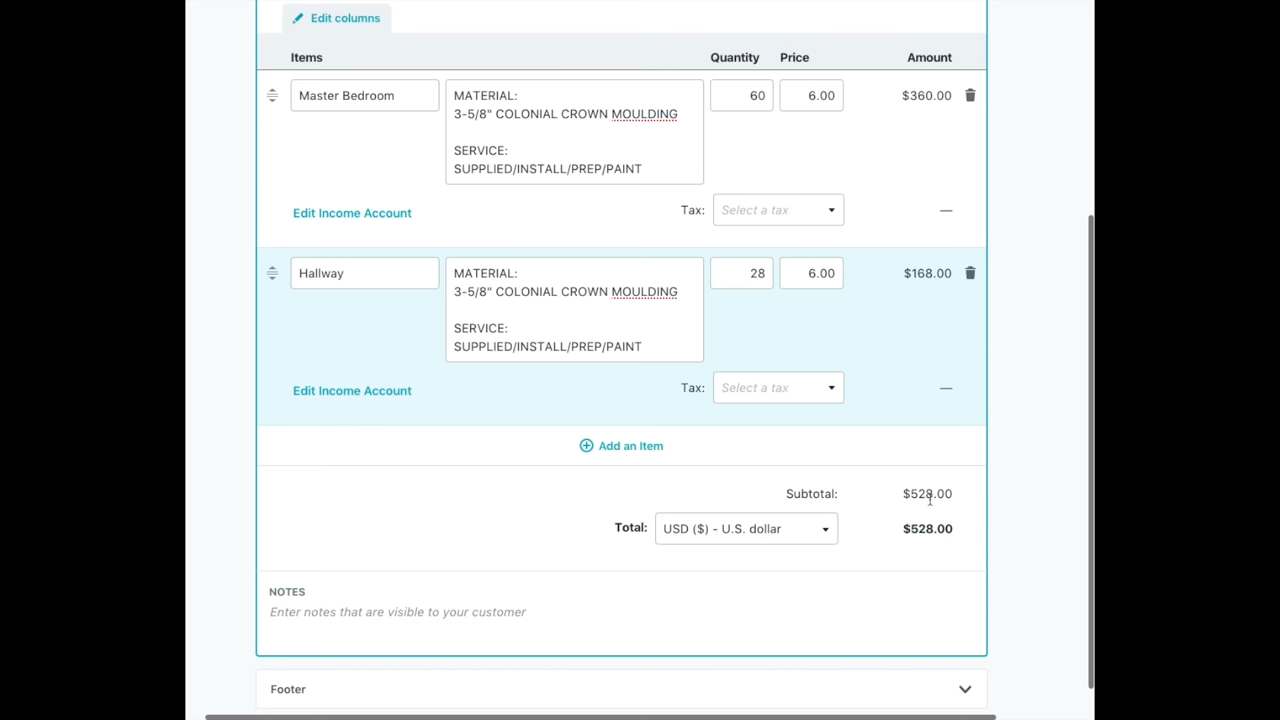 Edit columns
Items Quantity Price Amount
Master Bedroom MATERIAL: 60 6.00 $360.00
3-5/8" COLONIAL CROWN MOULDING
SERVICE:
SUPPLIED/INSTALL/PREP/PAINT
Edit Income Account Tax: Select a tax —
Hallway MATERIAL: 28 6.00 $168.00
3-5/8" COLONIAL CROWN MOULDING
SERVICE:
SUPPLIED/INSTALL/PREP/PAINT
Edit Income Account Tax: Select a tax —
Add an Item
Subtotal: $528.00
Total: USD ($) - U.S. dollar $528.00
NOTES
Enter notes that are visible to your customer
Footer